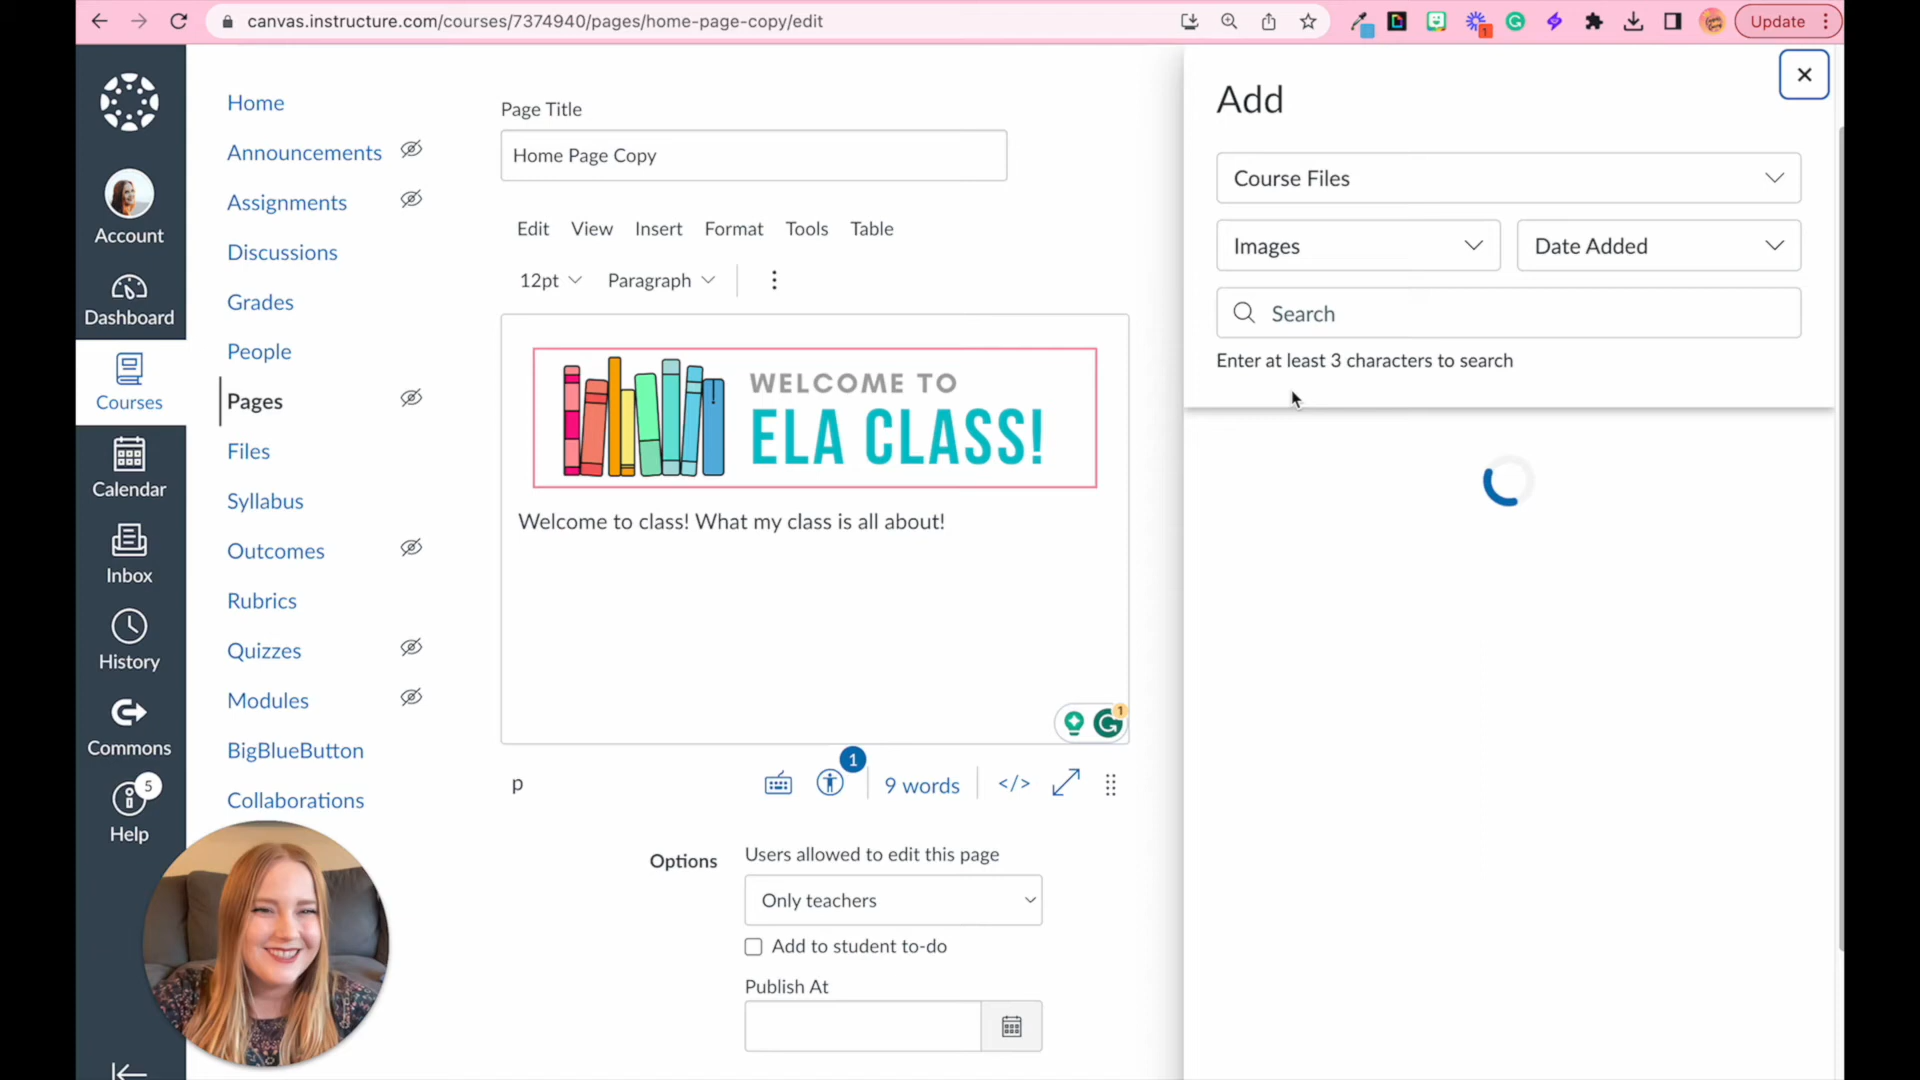 canvas.instructure.com/courses/7374940/pages/home-page-copy/edit
1
Update
Account
Dashboard
Courses
Calendar
Inbox
History
Commons
5
Help
Home
Announcements
Assignments
Discussions
Grades
People
Pages
Files
Syllabus
Outcomes
Rubrics
Quizzes
Modules
BigBlueButton
Collaborations
Page Title
Home Page Copy
Edit View Insert Format Tools Table
12pt Paragraph
WELCOME TO
ELA CLASS!
Welcome to class! What my class is all about!
1
p
1
9 words
</>
Options
Users allowed to edit this page
Only teachers
Add to student to-do
Publish At
Add
Course Files
Images
Date Added
Search
Enter at least 3 characters to search